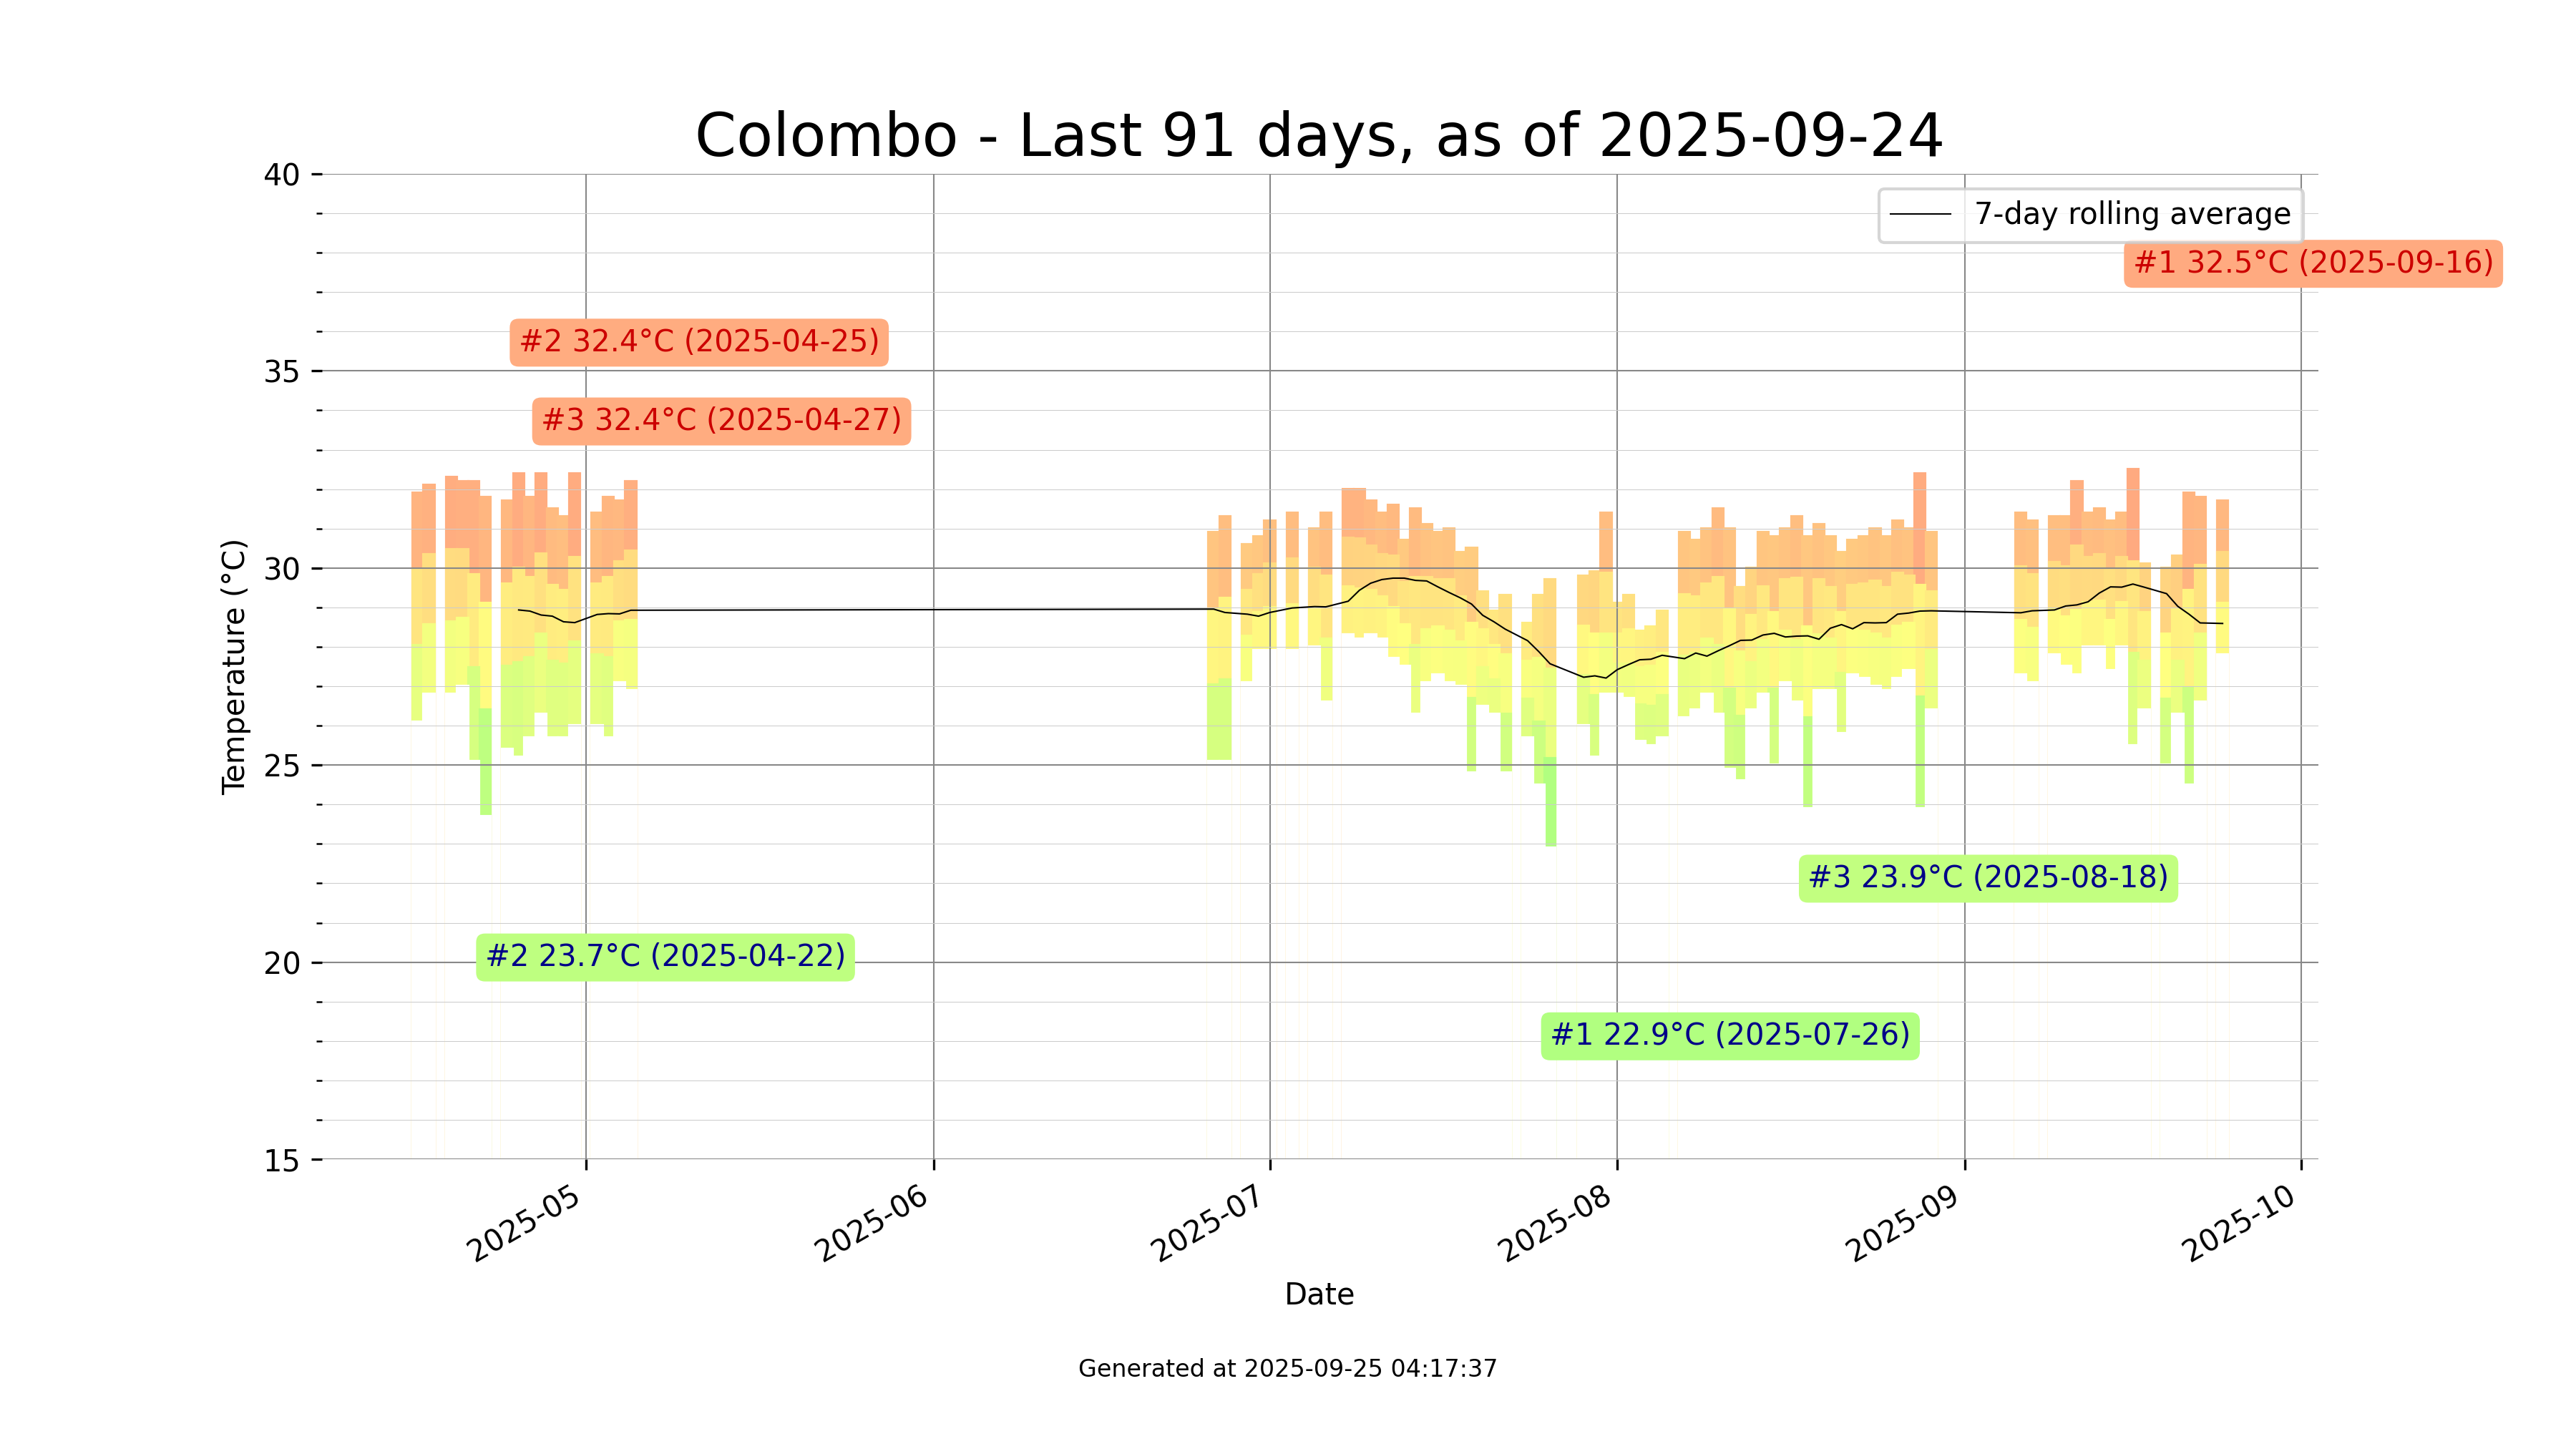 Colombo - Last 91 days, as of 2025-09-24
7-day rolling average
#1 32.5°C (2025-09-16)
#2 32.4°C (2025-04-25)
#3 32.4°C (2025-04-27)
#3 23.9°C (2025-08-18)
#2 23.7°C (2025-04-22)
#1 22.9°C (2025-07-26)
Temperature (°C)
40
35
30
25
20
15
2025-05
2025-06
2025-07
2025-08
2025-09
2025-10
Date
Generated at 2025-09-25 04:17:37